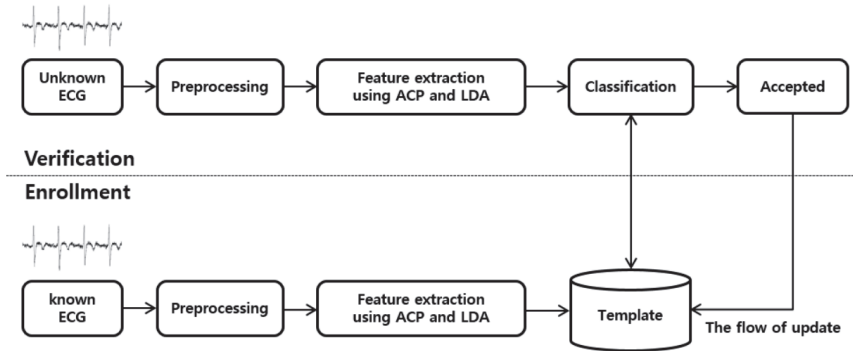 Unknown
ECG
Preprocessing
Feature extraction
using ACP and LDA
Classification
Accepted
Verification
Enrollment
known
ECG
Preprocessing
Feature extraction
using ACP and LDA
Template
The flow of update